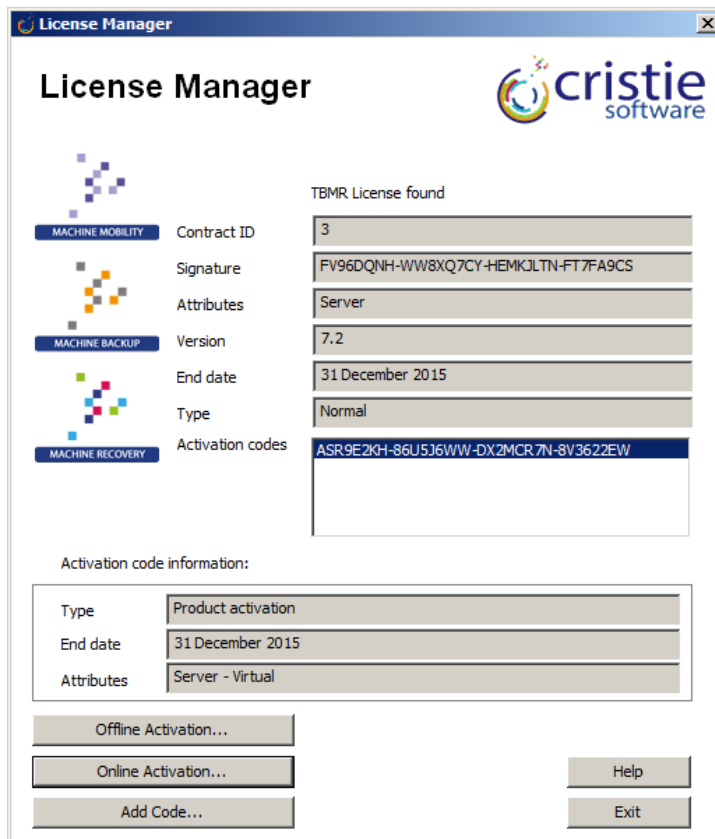 License Manager
License Manager
cristie
software
TBMR License found
MACHINE MOBILITY
Contract ID 3
Signature FV96DQNH-WW8XQ7CY-HEMKJLTN-FT7FA9CS
Attributes Server
MACHINE BACKUP
Version 7.2
End date 31 December 2015
Type Normal
MACHINE RECOVERY
Activation codes ASR9E2KH-86U5J6WW-DX2MCR7N-8V3622EW
Activation code information:
Type Product activation
End date 31 December 2015
Attributes Server - Virtual
Offline Activation...
Online Activation... Help
Add Code... Exit